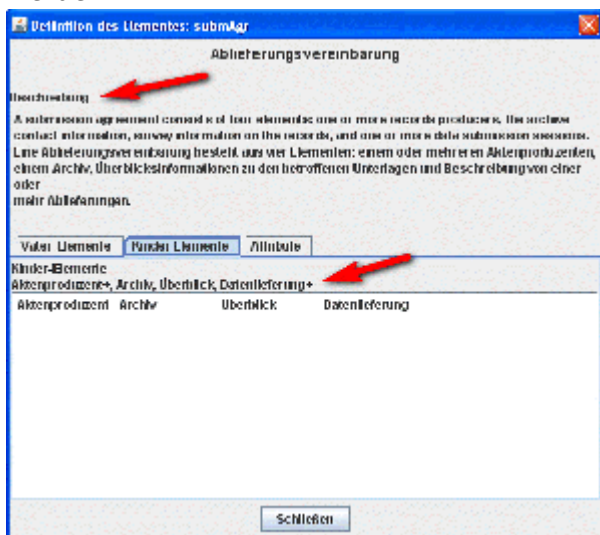 Definition des Elementes: submAgr
Ablieferungsvereinbarung
Beschreibung
A submission agreement consists of four elements: one or more records producers, the archive
contact information, survey information on the records, and one or more data submission sessions.
Eine Ablieferungsvereinbarung besteht aus vier Elementen: einem oder mehreren Aktenproduzenten,
einem Archiv, Überblicksinformationen zu den betroffenen Unterlagen und Beschreibung von einer
oder
mehr Ablieferungen.
Vater Elemente Kinder Elemente Attribute
Kinder-Elemente
Aktenproduzent+, Archiv, Überblick, Datenlieferung+
Aktenproduzent Archiv Überblick Datenlieferung
Schließen